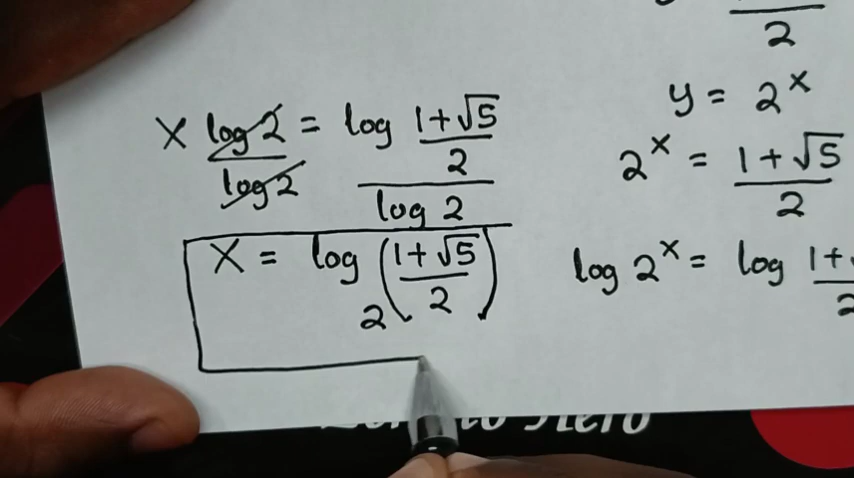 x log 2 / log 2 = log (1+√5)/2 / log 2
x = log₂((1+√5)/2)
2
y = 2^x
2^x = (1+√5)/2
log 2^x = log 1+